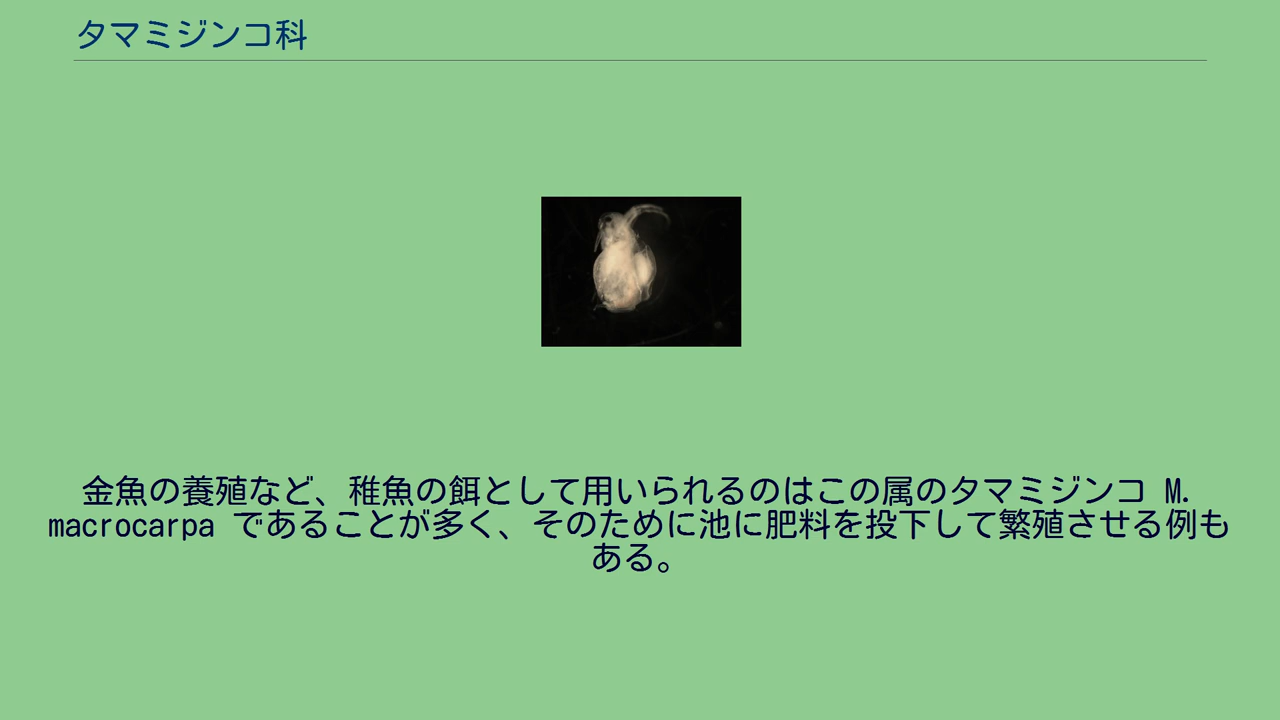 タマミジンコ科
金魚の養殖など、稚魚の餌として用いられるのはこの属のタマミジンコ M.
macrocarpa であることが多く、そのために池に肥料を投下して繁殖させる例も
ある。